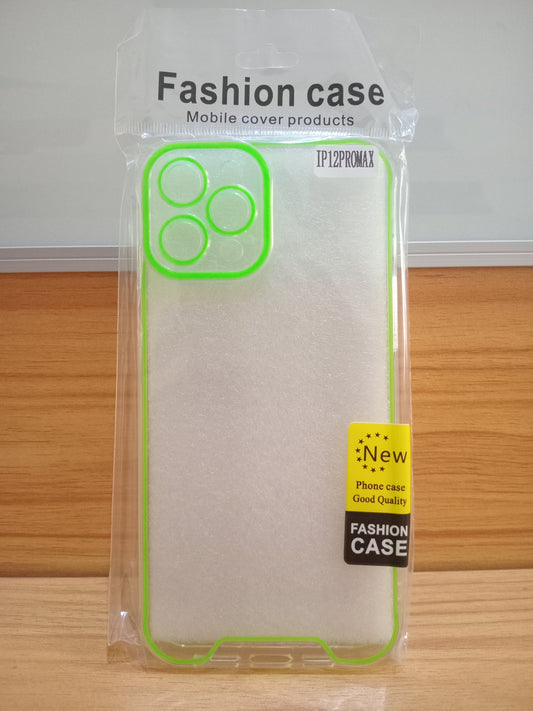 Fashion case
Mobile cover products
IP12PROMAX
New
Phone case
Good Quality
FASHION
CASE